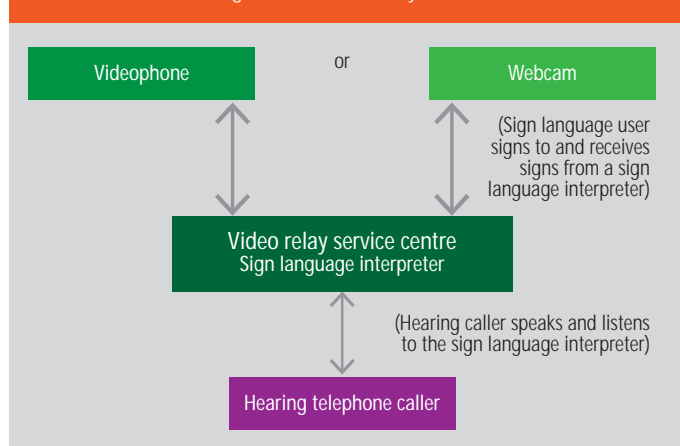 Videophone
or
Webcam
(Sign language user
signs to and receives
signs from a sign
language interpreter)
Video relay service centre
Sign language interpreter
(Hearing caller speaks and listens
to the sign language interpreter)
Hearing telephone caller